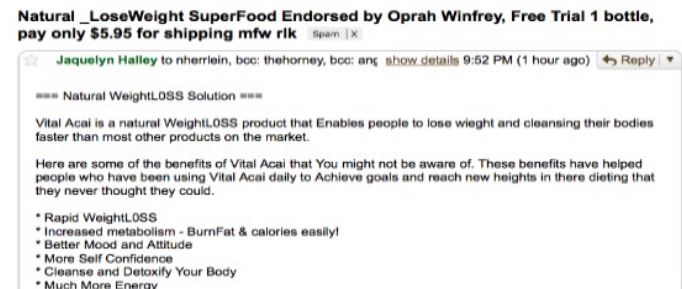 Natural _LoseWeight SuperFood Endorsed by Oprah Winfrey, Free Trial 1 bottle,
pay only $5.95 for shipping mfw rlk Spam | X
Jaquelyn Halley to nherrlein, bcc: thehorney, bcc: ang show details 9:52 PM (1 hour ago) Reply
=== Natural WeightL0SS Solution ===
Vital Acai is a natural WeightL0SS product that Enables people to lose wieght and cleansing their bodies
faster than most other products on the market.
Here are some of the benefits of Vital Acai that You might not be aware of. These benefits have helped
people who have been using Vital Acai daily to Achieve goals and reach new heights in there dieting that
they never thought they could.
* Rapid WeightL0SS
* Increased metabolism - BurnFat & calories easily!
* Better Mood and Attitude
* More Self Confidence
* Cleanse and Detoxify Your Body
* Much More Energy